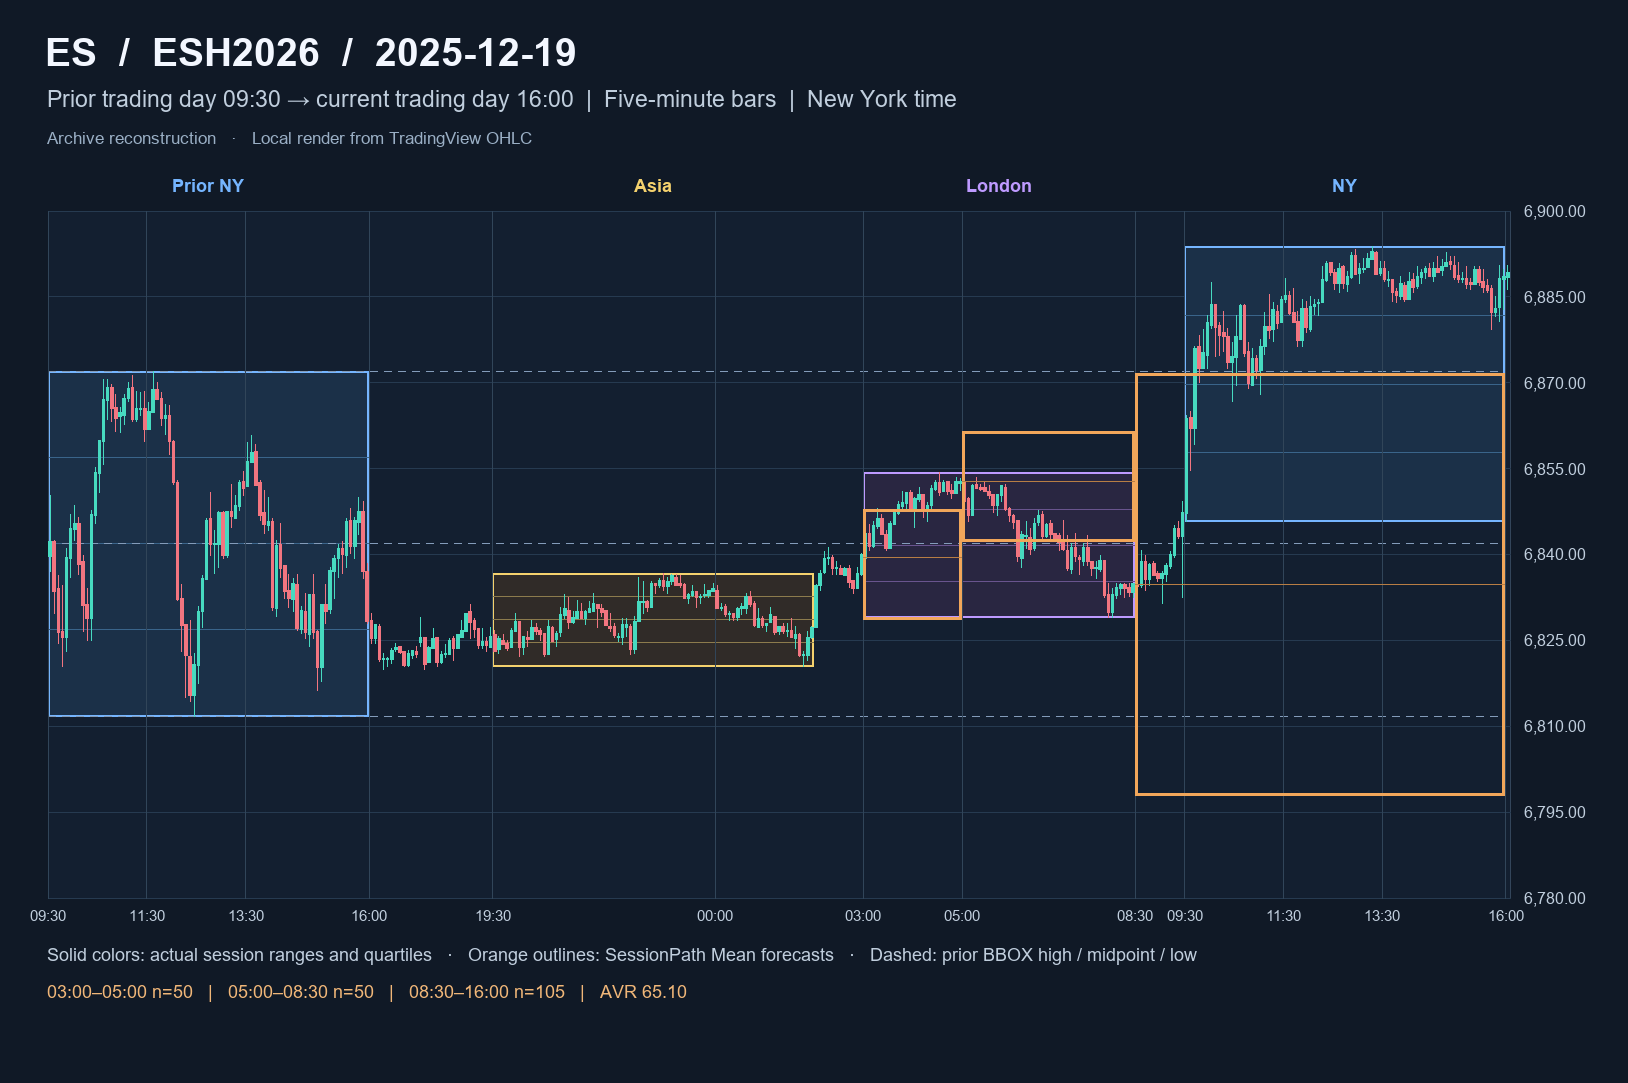 ES / ESH2026 / 2025-12-19
Prior trading day 09:30 → current trading day 16:00 | Five-minute bars | New York time
Archive reconstruction · Local render from TradingView OHLC
Prior NY Asia London NY
6,900.00
6,885.00
6,870.00
6,855.00
6,840.00
6,825.00
6,810.00
6,795.00
6,780.00
09:30 11:30 13:30 16:00 19:30 00:00 03:00 05:00 08:30 09:30 11:30 13:30 16:00
Solid colors: actual session ranges and quartiles · Orange outlines: SessionPath Mean forecasts · Dashed: prior BBOX high / midpoint / low
03:00–05:00 n=50 | 05:00–08:30 n=50 | 08:30–16:00 n=105 | AVR 65.10